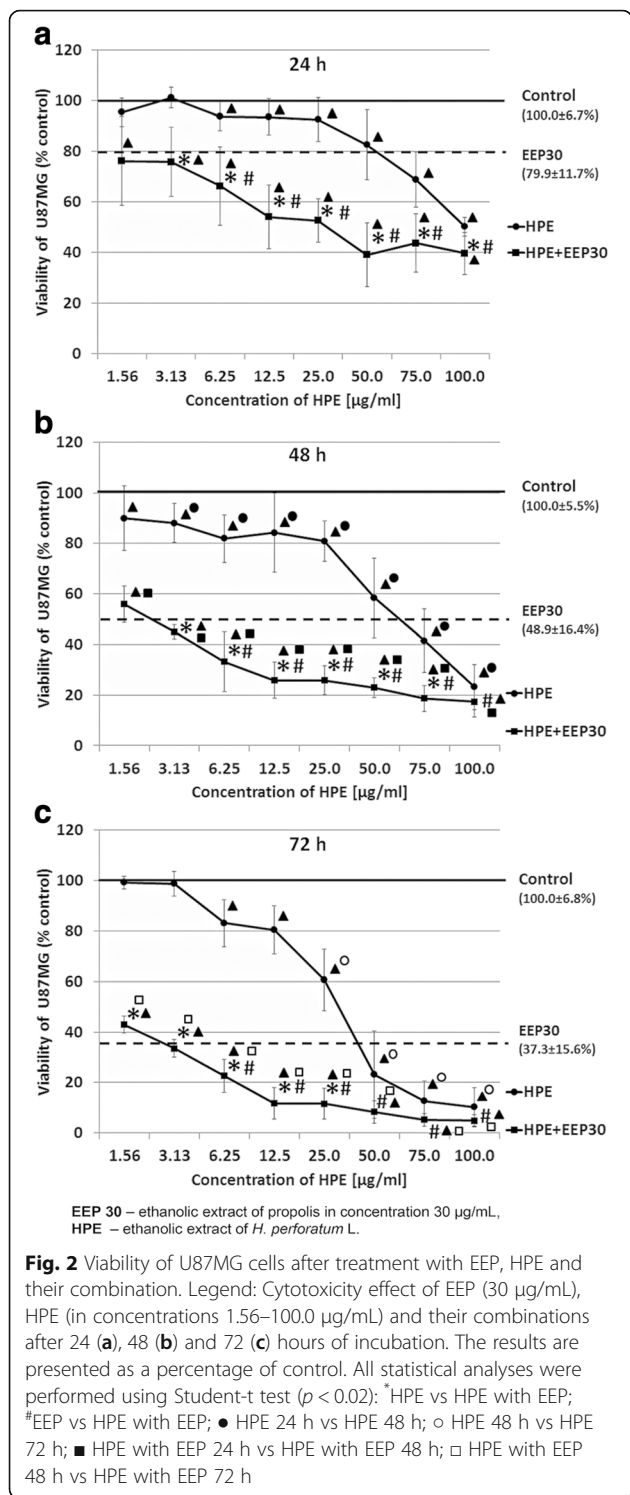 a
24 h
120
100
80
60
40
20
0
Viability of U87MG (% control)
Control
(100.0±6.7%)
EEP30
(79.9±11.7%)
HPE
HPE+EEP30
* # * # * # * # * # * # *#
1.56 3.13 6.25 12.5 25.0 50.0 75.0 100.0
Concentration of HPE [µg/ml]
b
48 h
120
100
80
60
40
20
0
Viability of U87MG (% control)
Control
(100.0±5.5%)
EEP30
(48.9±16.4%)
HPE
HPE+EEP30
* *# *# *# *# *# #
1.56 3.13 6.25 12.5 25.0 50.0 75.0 100.0
Concentration of HPE [µg/ml]
c
72 h
120
100
80
60
40
20
0
Viability of U87MG (% control)
Control
(100.0±6.8%)
EEP30
(37.3±15.6%)
HPE
HPE+EEP30
* * *# *# *# # # #
1.56 3.13 6.25 12.5 25.0 50.0 75.0 100.0
Concentration of HPE [µg/ml]
EEP 30 – ethanolic extract of propolis in concentration 30 µg/mL,
HPE – ethanolic extract of H. perforatum L.
Fig. 2 Viability of U87MG cells after treatment with EEP, HPE and
their combination. Legend: Cytotoxicity effect of EEP (30 µg/mL),
HPE (in concentrations 1.56–100.0 µg/mL) and their combinations
after 24 (a), 48 (b) and 72 (c) hours of incubation. The results are
presented as a percentage of control. All statistical analyses were
performed using Student-t test (p < 0.02): *HPE vs HPE with EEP;
#EEP vs HPE with EEP; ● HPE 24 h vs HPE 48 h; ○ HPE 48 h vs HPE
72 h; ■ HPE with EEP 24 h vs HPE with EEP 48 h; □ HPE with EEP
48 h vs HPE with EEP 72 h